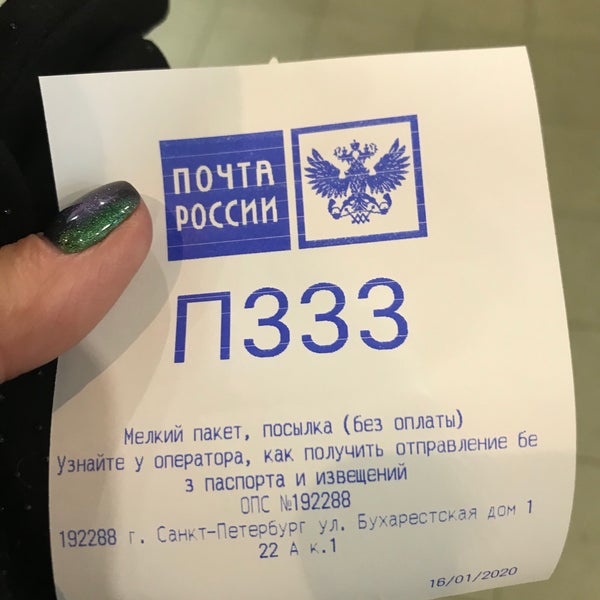 ПОЧТА
РОССИИ
П333
Мелкий пакет, посылка (без оплаты)
Узнайте у оператора, как получить отправление бе
з паспорта и извещений
ОПС №192288
192288 г. Санкт-Петербург ул. Бухарестская дом 1
22 А к.1
16/01/2020